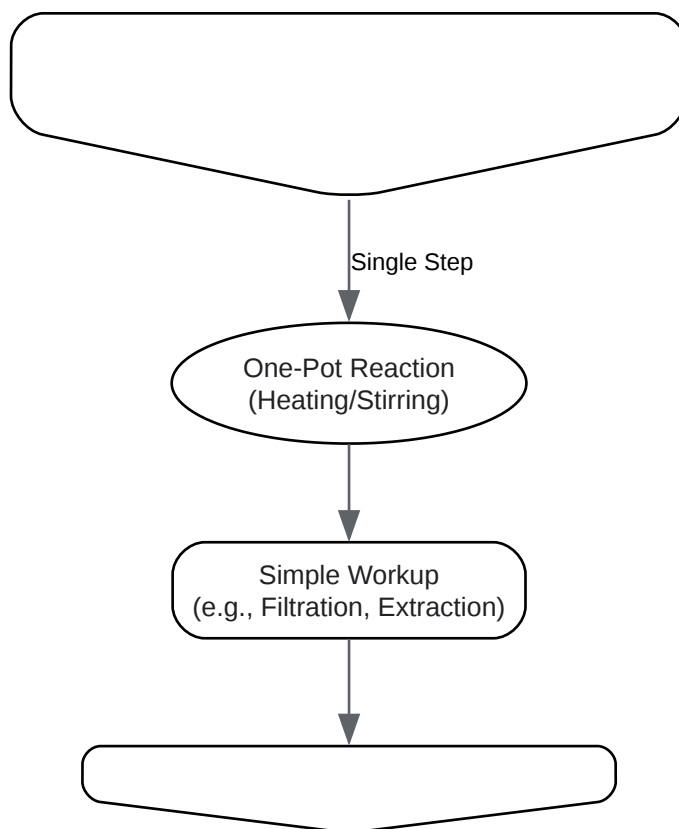 Single Step
One-Pot Reaction
(Heating/Stirring)
Simple Workup
(e.g., Filtration, Extraction)